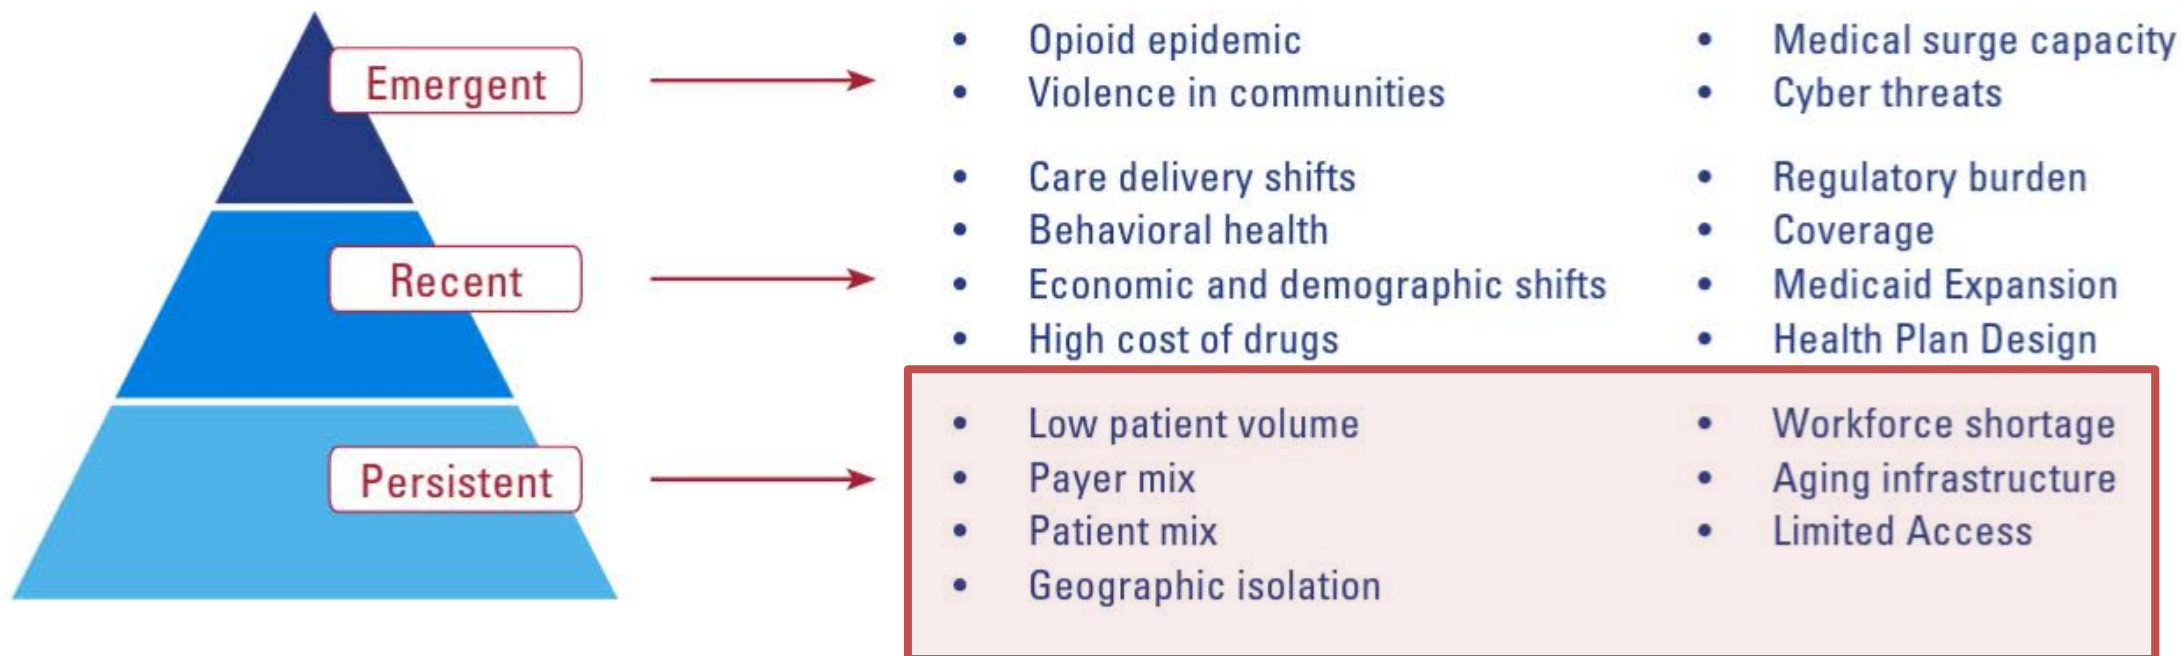 Emergent
• Opioid epidemic
• Violence in communities
• Medical surge capacity
• Cyber threats
Recent
• Care delivery shifts
• Behavioral health
• Economic and demographic shifts
• High cost of drugs
• Regulatory burden
• Coverage
• Medicaid Expansion
• Health Plan Design
Persistent
• Low patient volume
• Payer mix
• Patient mix
• Geographic isolation
• Workforce shortage
• Aging infrastructure
• Limited Access